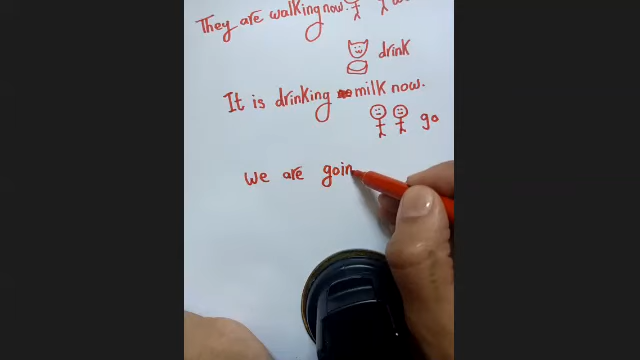 They are walking now.
drink
It is drinking milk now.
go
We are goin